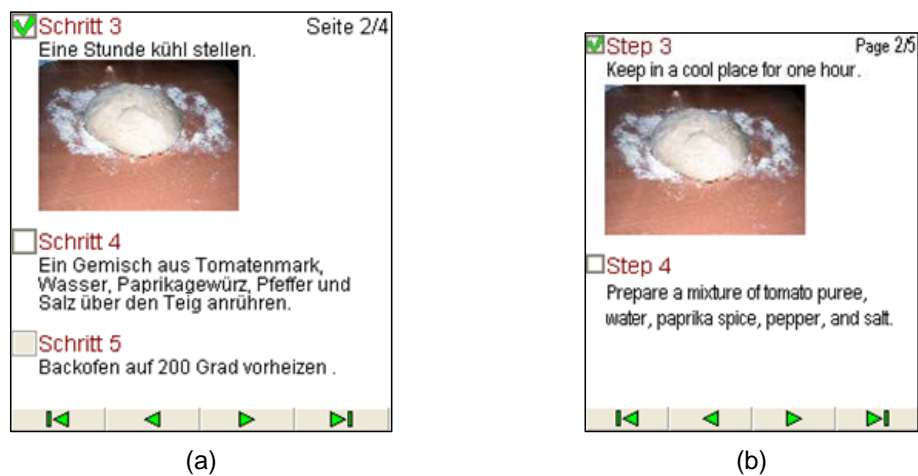 Schritt 3 Seite 2/4
Eine Stunde kühl stellen.
Schritt 4
Ein Gemisch aus Tomatenmark,
Wasser, Paprikagewürz, Pfeffer und
Salz über den Teig anrühren.
Schritt 5
Backofen auf 200 Grad vorheizen .
(a)
Step 3 Page 2/5
Keep in a cool place for one hour.
Step 4
Prepare a mixture of tomato puree,
water, paprika spice, pepper, and salt.
(b)